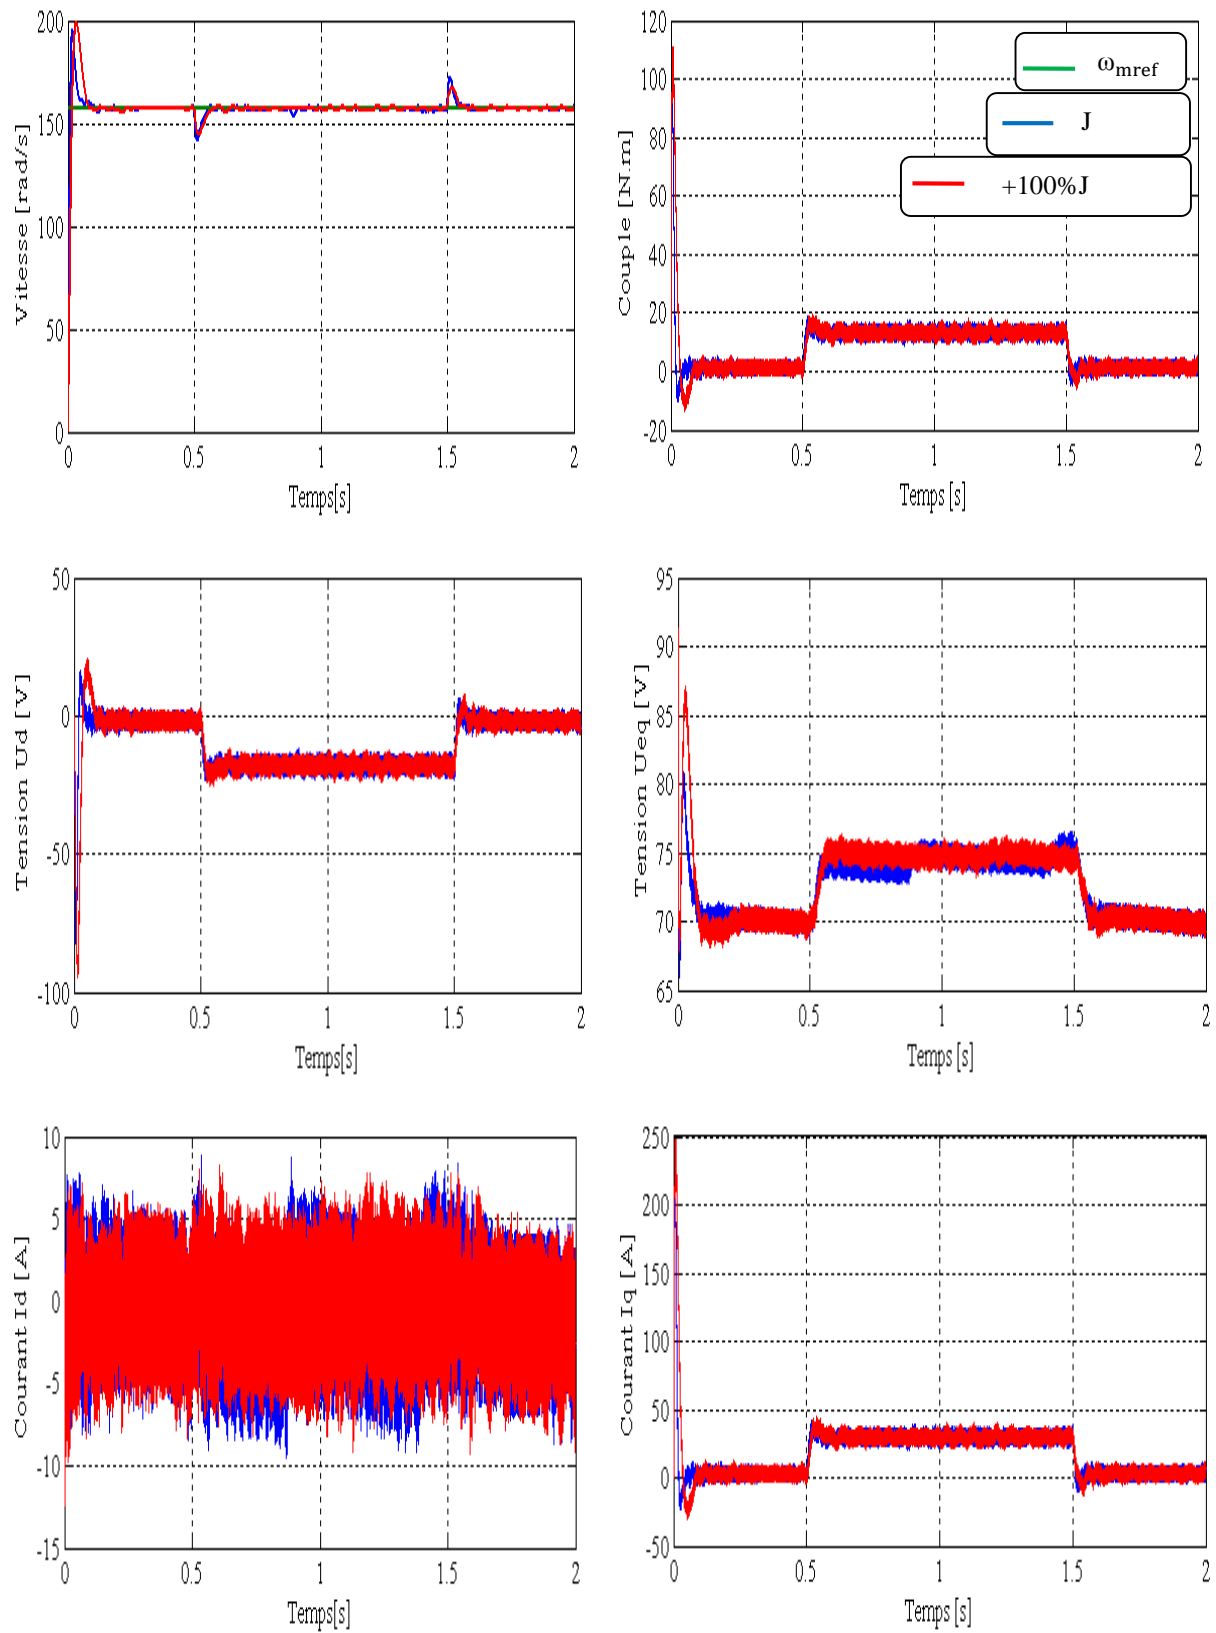 Vitesse [rad/s]
200
150
100
50
0
0 0.5 1 1.5 2
Temps[s]
Couple [N.m]
120
100
80
60
40
20
0
-20
0 0.5 1 1.5 2
Temps [s]
ωmref
J
+100%J
Tension Ud [V]
50
0
-50
-100
0 0.5 1 1.5 2
Temps[s]
Tension Ueq [V]
95
90
85
80
75
70
65
0 0.5 1 1.5 2
Temps [s]
Courant Id [A]
10
5
0
-5
-10
-15
0 0.5 1 1.5 2
Temps[s]
Courant Iq [A]
250
200
150
100
50
0
-50
0 0.5 1 1.5 2
Temps [s]